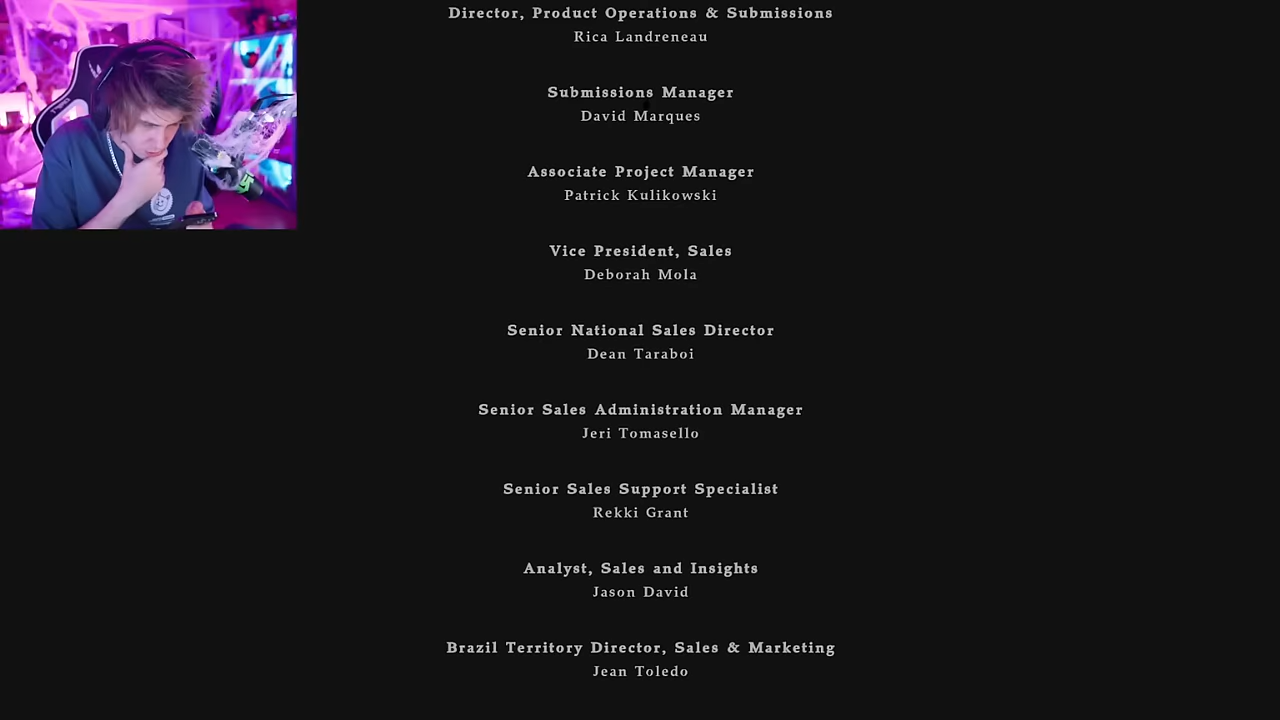 Director, Product Operations & Submissions
Rica Landreneau
Submissions Manager
David Marques
Associate Project Manager
Patrick Kulikowski
Vice President, Sales
Deborah Mola
Senior National Sales Director
Dean Taraboi
Senior Sales Administration Manager
Jeri Tomasello
Senior Sales Support Specialist
Rekki Grant
Analyst, Sales and Insights
Jason David
Brazil Territory Director, Sales & Marketing
Jean Toledo